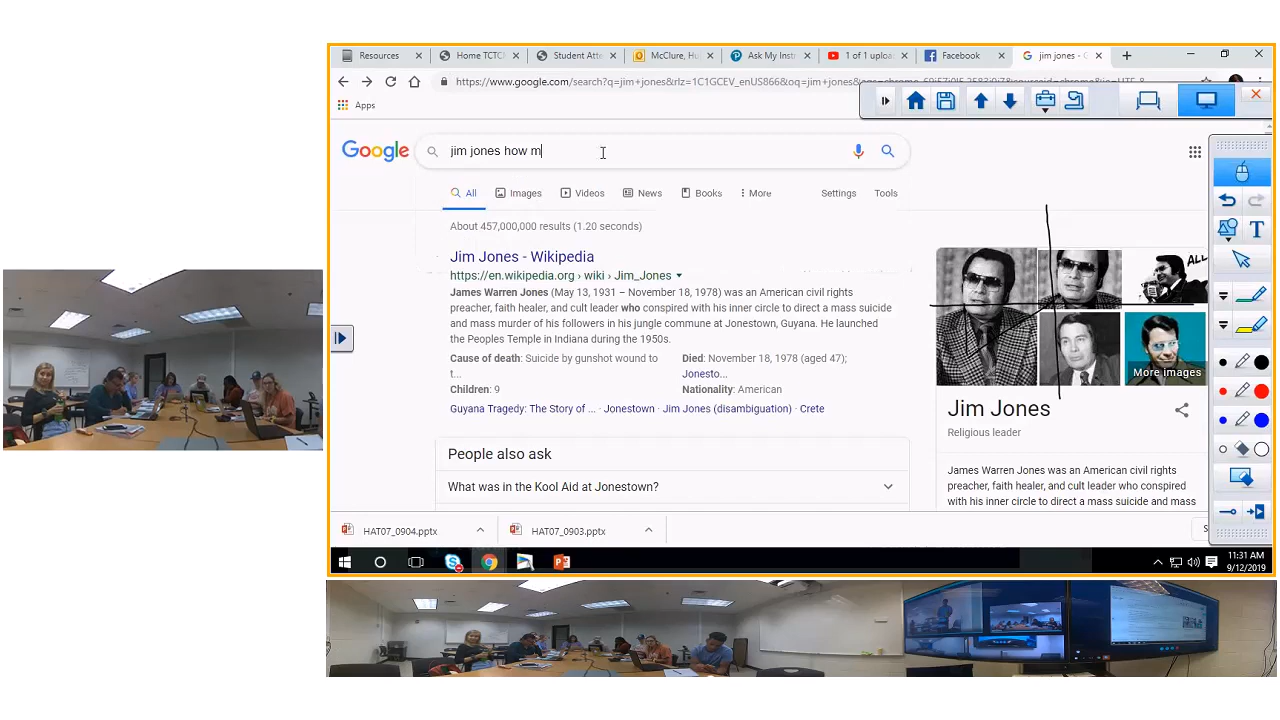 Resources
Home TCTC
Student Atte
McClure, Hu
Ask My Inst
1 of 1 uploa
Facebook
jim jones - G
https://www.google.com/search?q=jim+jones&rlz=1C1GCEV_enUS866&oq=jim+jones&aqs=chrome
Apps
Google
jim jones how m
All
Images
Videos
News
Books
More
Settings
Tools
About 457,000,000 results (1.20 seconds)
Jim Jones - Wikipedia
https://en.wikipedia.org › wiki › Jim_Jones
James Warren Jones (May 13, 1931 – November 18, 1978) was an American civil rights
preacher, faith healer, and cult leader who conspired with his inner circle to direct a mass suicide
and mass murder of his followers in his jungle commune at Jonestown, Guyana. He launched
the Peoples Temple in Indiana during the 1950s.
Cause of death: Suicide by gunshot wound to
t...
Died: November 18, 1978 (aged 47);
Jonesto...
Children: 9
Nationality: American
Guyana Tragedy: The Story of ... · Jonestown · Jim Jones (disambiguation) · Crete
People also ask
What was in the Kool Aid at Jonestown?
ALL
More images
Jim Jones
Religious leader
James Warren Jones was an American civil rights
preacher, faith healer, and cult leader who conspired
with his inner circle to direct a mass suicide and mass
T
HAT07_0904.pptx
HAT07_0903.pptx
S
11:31 AM
9/12/2019